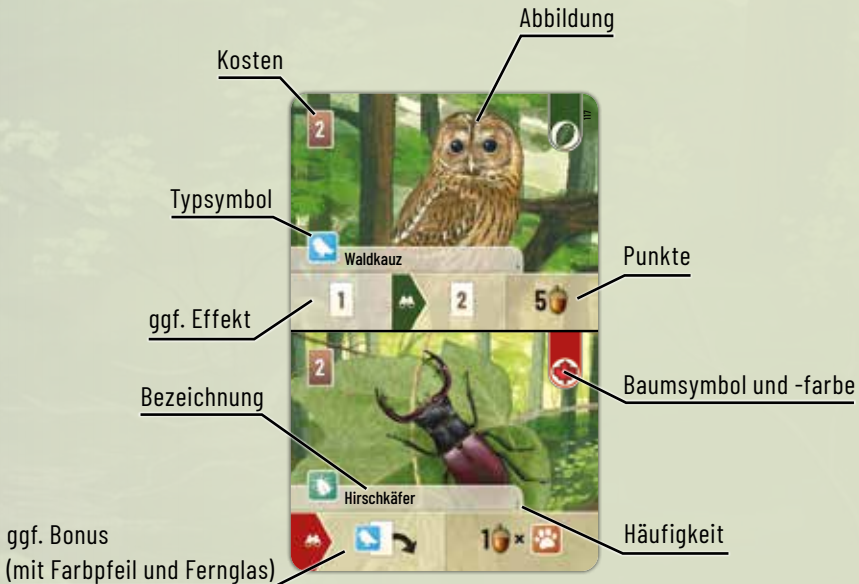 Abbildung
Kosten
2
117
Typsymbol
Waldkauz
Punkte
1 2 5
ggf. Effekt
2
Baumsymbol und -farbe
Bezeichnung
Hirschkäfer
Häufigkeit
1 ×
ggf. Bonus
(mit Farbpfeil und Fernglas)